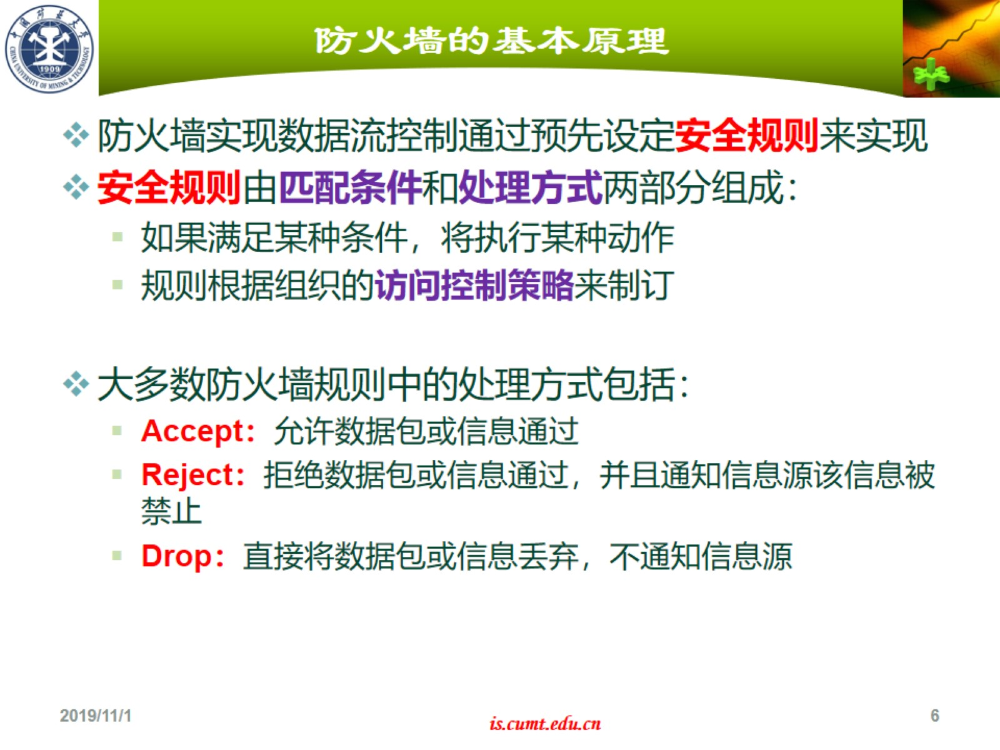 中国矿业大学
CHINA UNIVERSITY OF MINING & TECHNOLOGY
1909
防火墙的基本原理
防火墙实现数据流控制通过预先设定安全规则来实现
安全规则由匹配条件和处理方式两部分组成：
如果满足某种条件，将执行某种动作
规则根据组织的访问控制策略来制订
大多数防火墙规则中的处理方式包括：
Accept：允许数据包或信息通过
Reject：拒绝数据包或信息通过，并且通知信息源该信息被
禁止
Drop：直接将数据包或信息丢弃，不通知信息源
2019/11/1
is.cumt.edu.cn
6